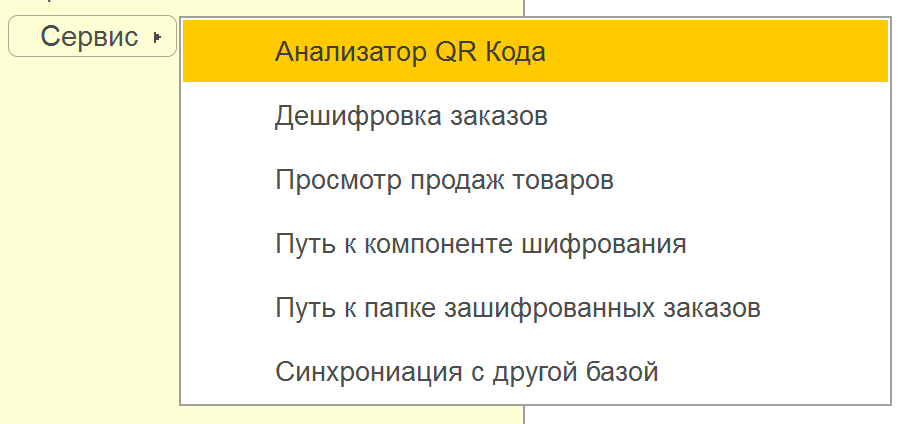 Сервис
Анализатор QR Кода
Дешифровка заказов
Просмотр продаж товаров
Путь к компоненте шифрования
Путь к папке зашифрованных заказов
Синхрониация с другой базой